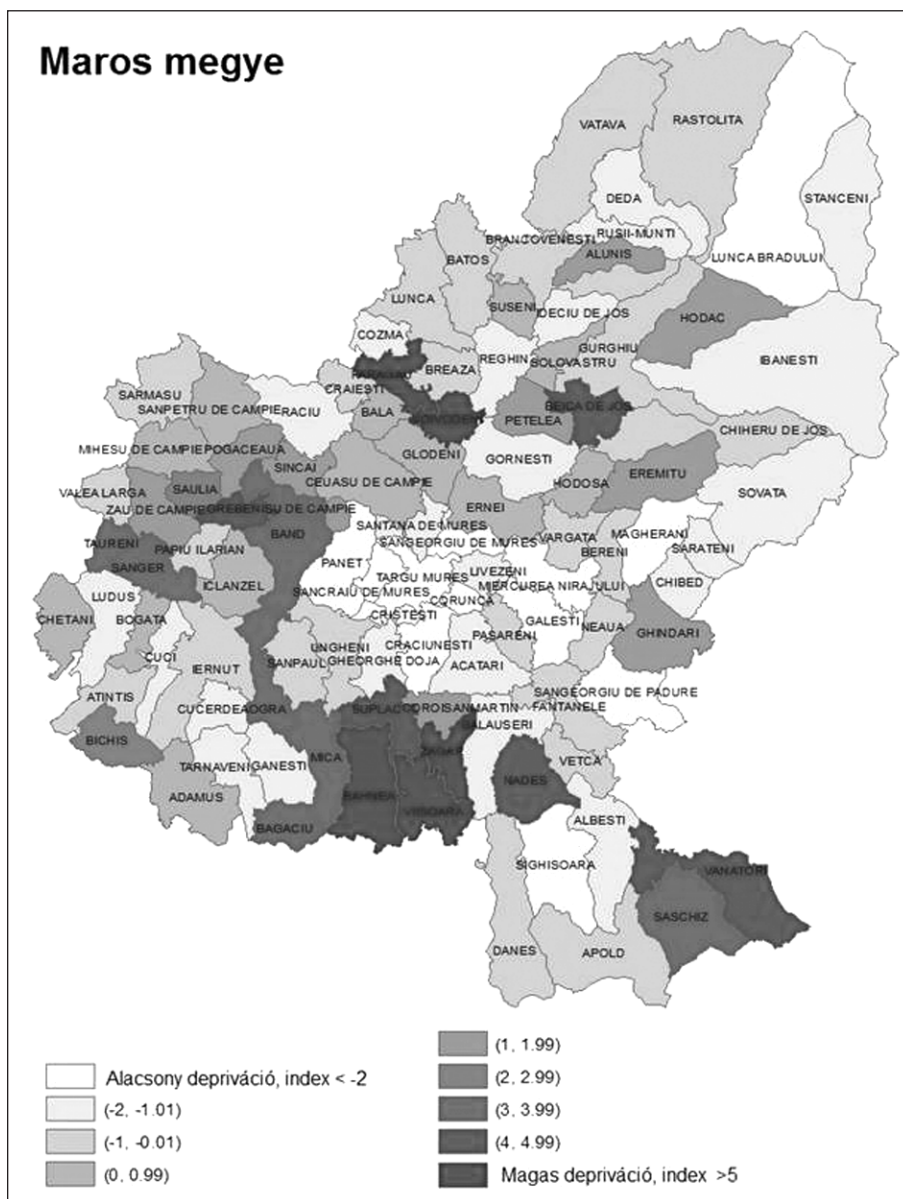 Maros megye
VATAVA
RASTOLITA
DEDA
STANCENI
RUSII-MUNTI
BRANCOVENESTI
BATOS
ALUNIS
LUNCA BRADULUI
LUNCA
SUSENI
IDECIU DE JOS
HODAC
COZMA
REGHIN
GURGHIU
IBANESTI
SOLOVASTRU
BREAZA
CRAIESTI
SARMASU
SANPETRU DE CAMPIE
RACIU
BALA
PETELEA
BEICA DE JOS
CHIHERU DE JOS
MIHESU DE CAMPIE
POGACEAUA
GLODENI
GORNESTI
SINCAI
CEUASU DE CAMPIE
HODOSA
EREMITU
VALEA LARGA
SAULIA
SOVATA
ZAU DE CAMPIE
GREBENISU DE CAMPIE
ERNEI
SANTANA DE MURES
BAND
VARGATA
MAGHERANI
TAURENI
PAPIU ILARIAN
SANGEORGIU DE MURES
BERENI
SARATENI
SANGER
PANET
LIVEZENI
TARGU MURES
MIERCUREA NIRAJULUI
CHIBED
ICLANZEL
SANCRAIU DE MURES
CORUNCA
LUDUS
CHETANI
BOGATA
CRISTESTI
GALESTI
NEAUA
GHINDARI
PASARENI
UNGHENI
CRACIUNESTI
CUCI
IERNUT
SANPAUL
GHEORGHE DOJA
ACATARI
ATINTIS
SANGEORGIU DE PADURE
CUCERDEA
OGRA
SUPLAC
COROISANMARTIN
FANTANELE
BALAUSERI
BICHIS
MICA
ZAGAR
VETCA
TARNAVENI
GANESTI
NADES
ADAMUS
BAHNEA
VIISOARA
ALBESTI
BAGACIU
SIGHISOARA
VANATORI
SASCHIZ
DANES
APOLD
Alacsony depriváció, index < -2
(-2, -1.01)
(-1, -0.01)
(0, 0.99)
(1, 1.99)
(2, 2.99)
(3, 3.99)
(4, 4.99)
Magas depriváció, index >5